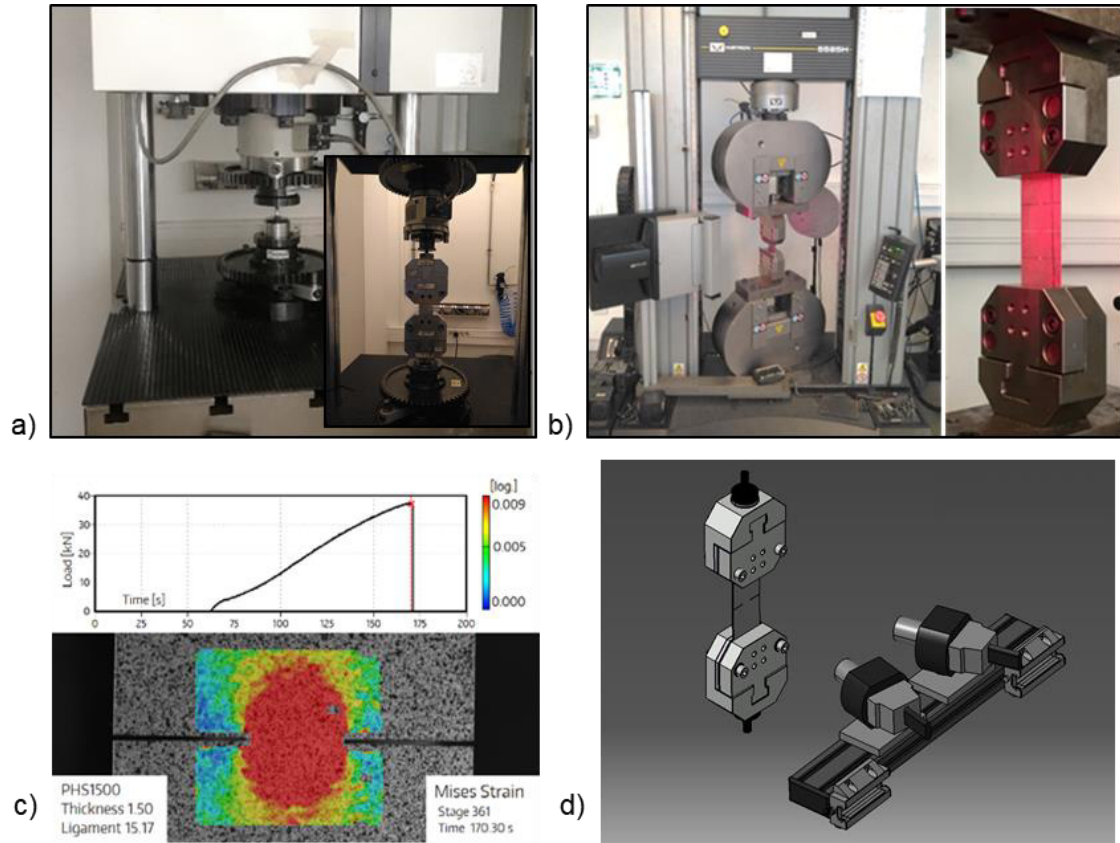 a)
b)
INSTRON
[log.]
40
30
20
10
0
Load [kN]
Time [s]
0 25 50 75 100 125 150 175 200
0.009
0.005
0.000
PHS1500
Thickness 1.50
Ligament 15.17
Mises Strain
Stage 361
Time 170.30 s
c)
d)